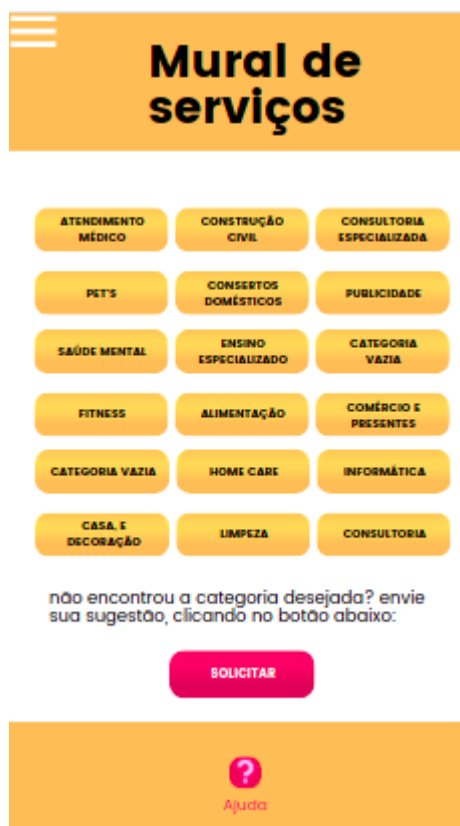 Mural de
serviços
ATENDIMENTO
MÉDICO
CONSTRUÇÃO
CIVIL
CONSULTORIA
ESPECIALIZADA
PET'S
CONSERTOS
DOMÉSTICOS
PUBLICIDADE
SAÚDE MENTAL
ENSINO
ESPECIALIZADO
CATEGORIA
VAZIA
FITNESS
ALIMENTAÇÃO
COMÉRCIO E
PRESENTES
CATEGORIA VAZIA
HOME CARE
INFORMÁTICA
CASA, E
DECORAÇÃO
LIMPEZA
CONSULTORIA
não encontrou a categoria desejada? envie
sua sugestão, clicando no botão abaixo:
SOLICITAR
?
Ajuda